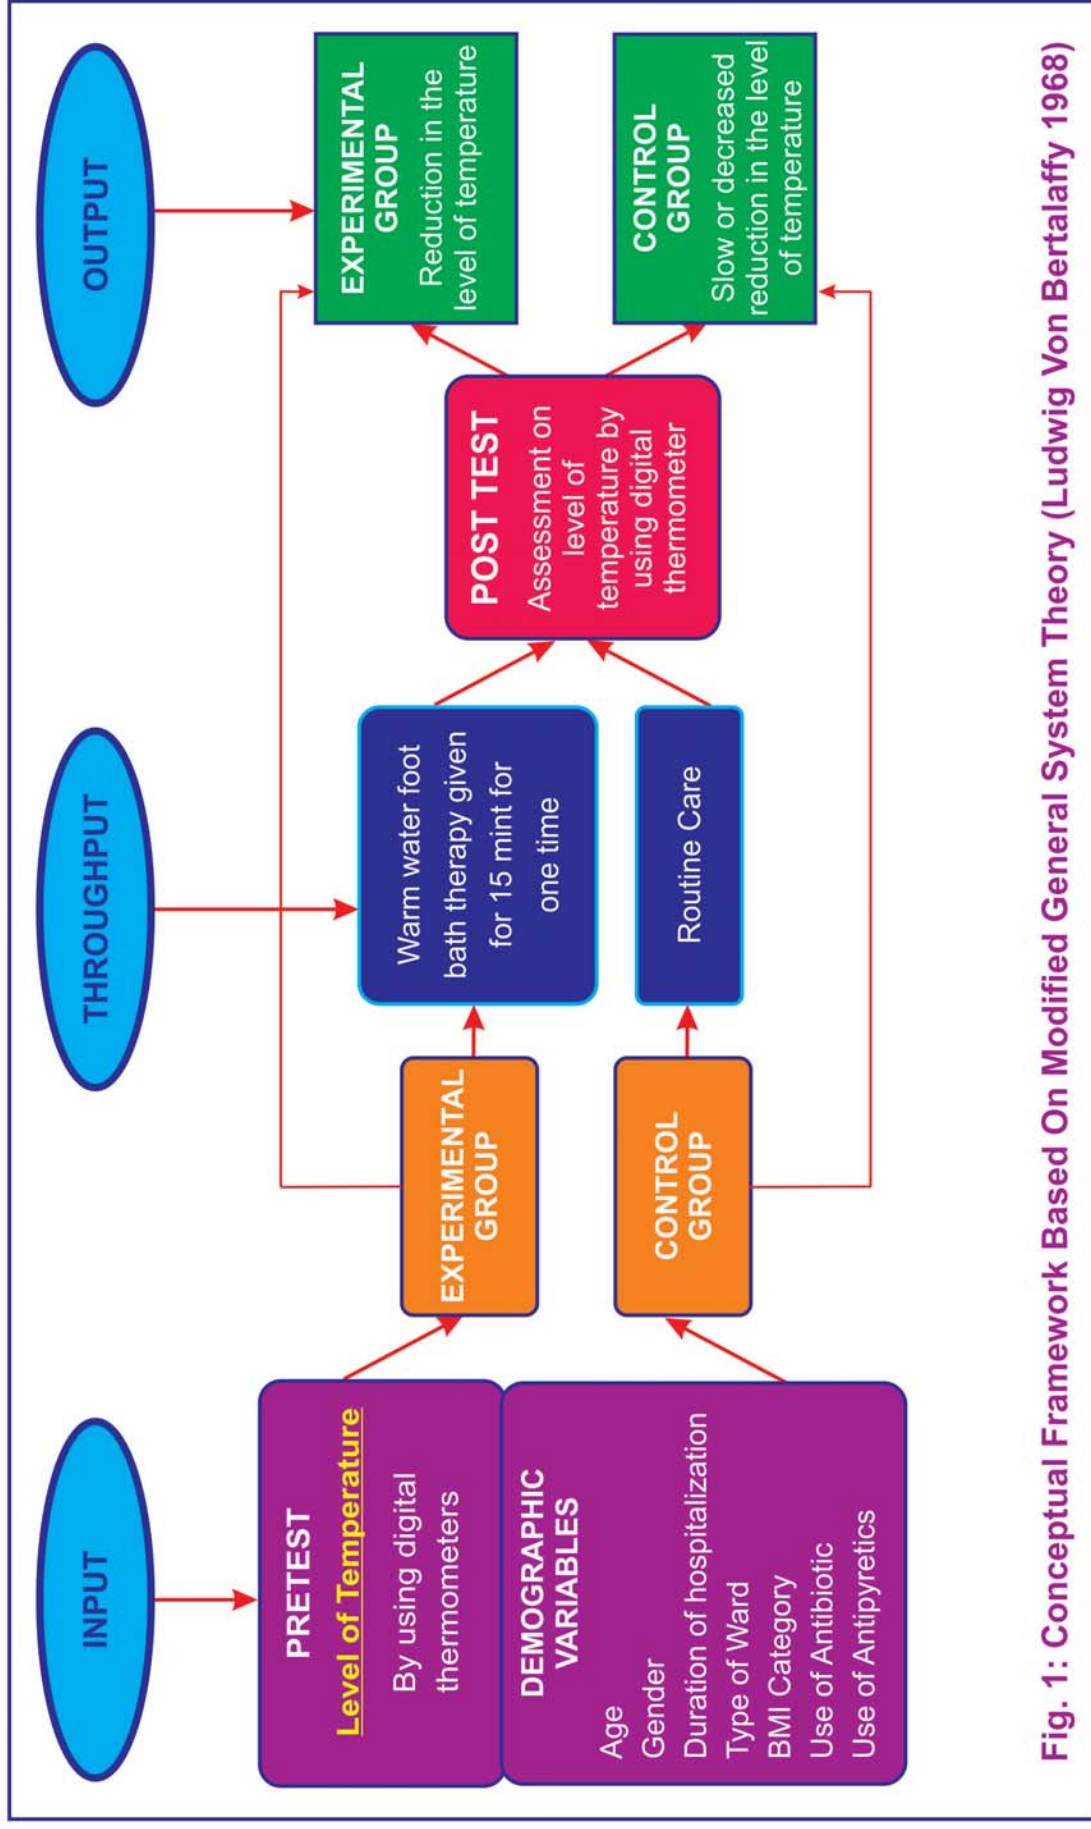 INPUT
THROUGHPUT
OUTPUT
PRETEST
Level of Temperature
By using digital
thermometers
DEMOGRAPHIC
VARIABLES
Age
Gender
Duration of hospitalization
Type of Ward
BMI Category
Use of Antibiotic
Use of Antipyretics
EXPERIMENTAL
GROUP
CONTROL
GROUP
Warm water foot
bath therapy given
for 15 mint for
one time
Routine Care
POST TEST
Assessment on
level of
temperature by
using digital
thermometer
EXPERIMENTAL
GROUP
Reduction in the
level of temperature
CONTROL
GROUP
Slow or decreased
reduction in the level
of temperature
Fig. 1: Conceptual Framework Based On Modified General System Theory (Ludwig Von Bertalaffy 1968)